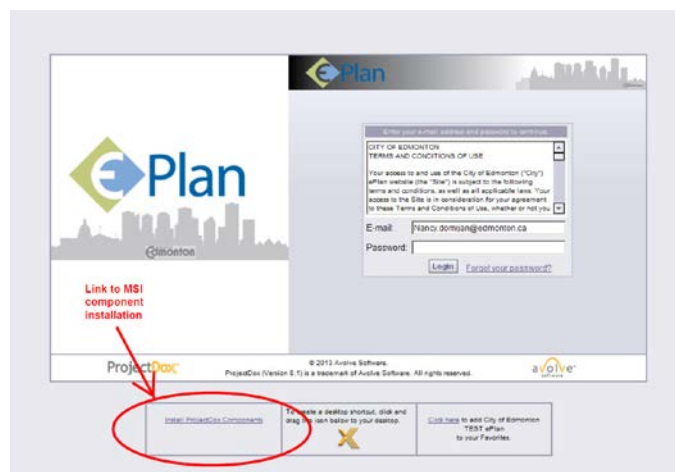 ePlan
Enter your e-mail address and password to continue.
CITY OF EDMONTON
TERMS AND CONDITIONS OF USE
Your access to and use of the City of Edmonton ("City")
ePlan website (the "Site") is subject to the following
terms and conditions, as well as all applicable laws. Your
access to the Site is in consideration for your agreement
to these Terms and Conditions of Use, whether or not you
ePlan
Edmonton
E-mail: Nancy.domijan@edmonton.ca
Password:
Login Forgot your password?
Link to MSI
component
installation
ProjectDox
© 2013 Avolve Software.
ProjectDox (Version 8.1) is a trademark of Avolve Software. All rights reserved.
avolve
software
Install ProjectDox Components
To create a desktop shortcut, click and
drag the icon below to your desktop.
X
Click here to add City of Edmonton
TEST ePlan
to your Favorites.